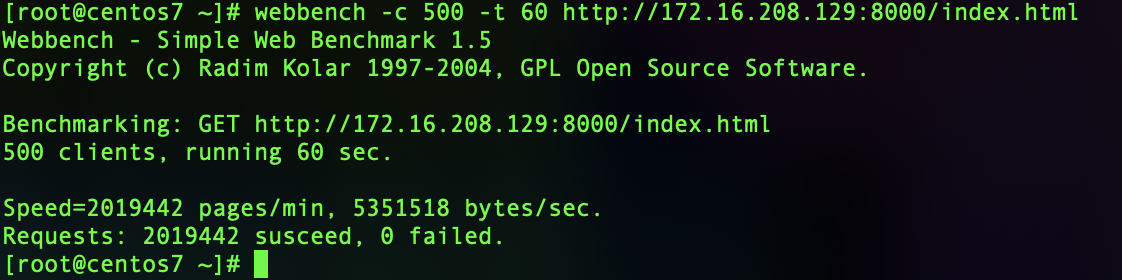 [root@centos7 ~]# webbench -c 500 -t 60 http://172.16.208.129:8000/index.html
Webbench - Simple Web Benchmark 1.5
Copyright (c) Radim Kolar 1997-2004, GPL Open Source Software.
Benchmarking: GET http://172.16.208.129:8000/index.html
500 clients, running 60 sec.
Speed=2019442 pages/min, 5351518 bytes/sec.
Requests: 2019442 susceed, 0 failed.
[root@centos7 ~]#